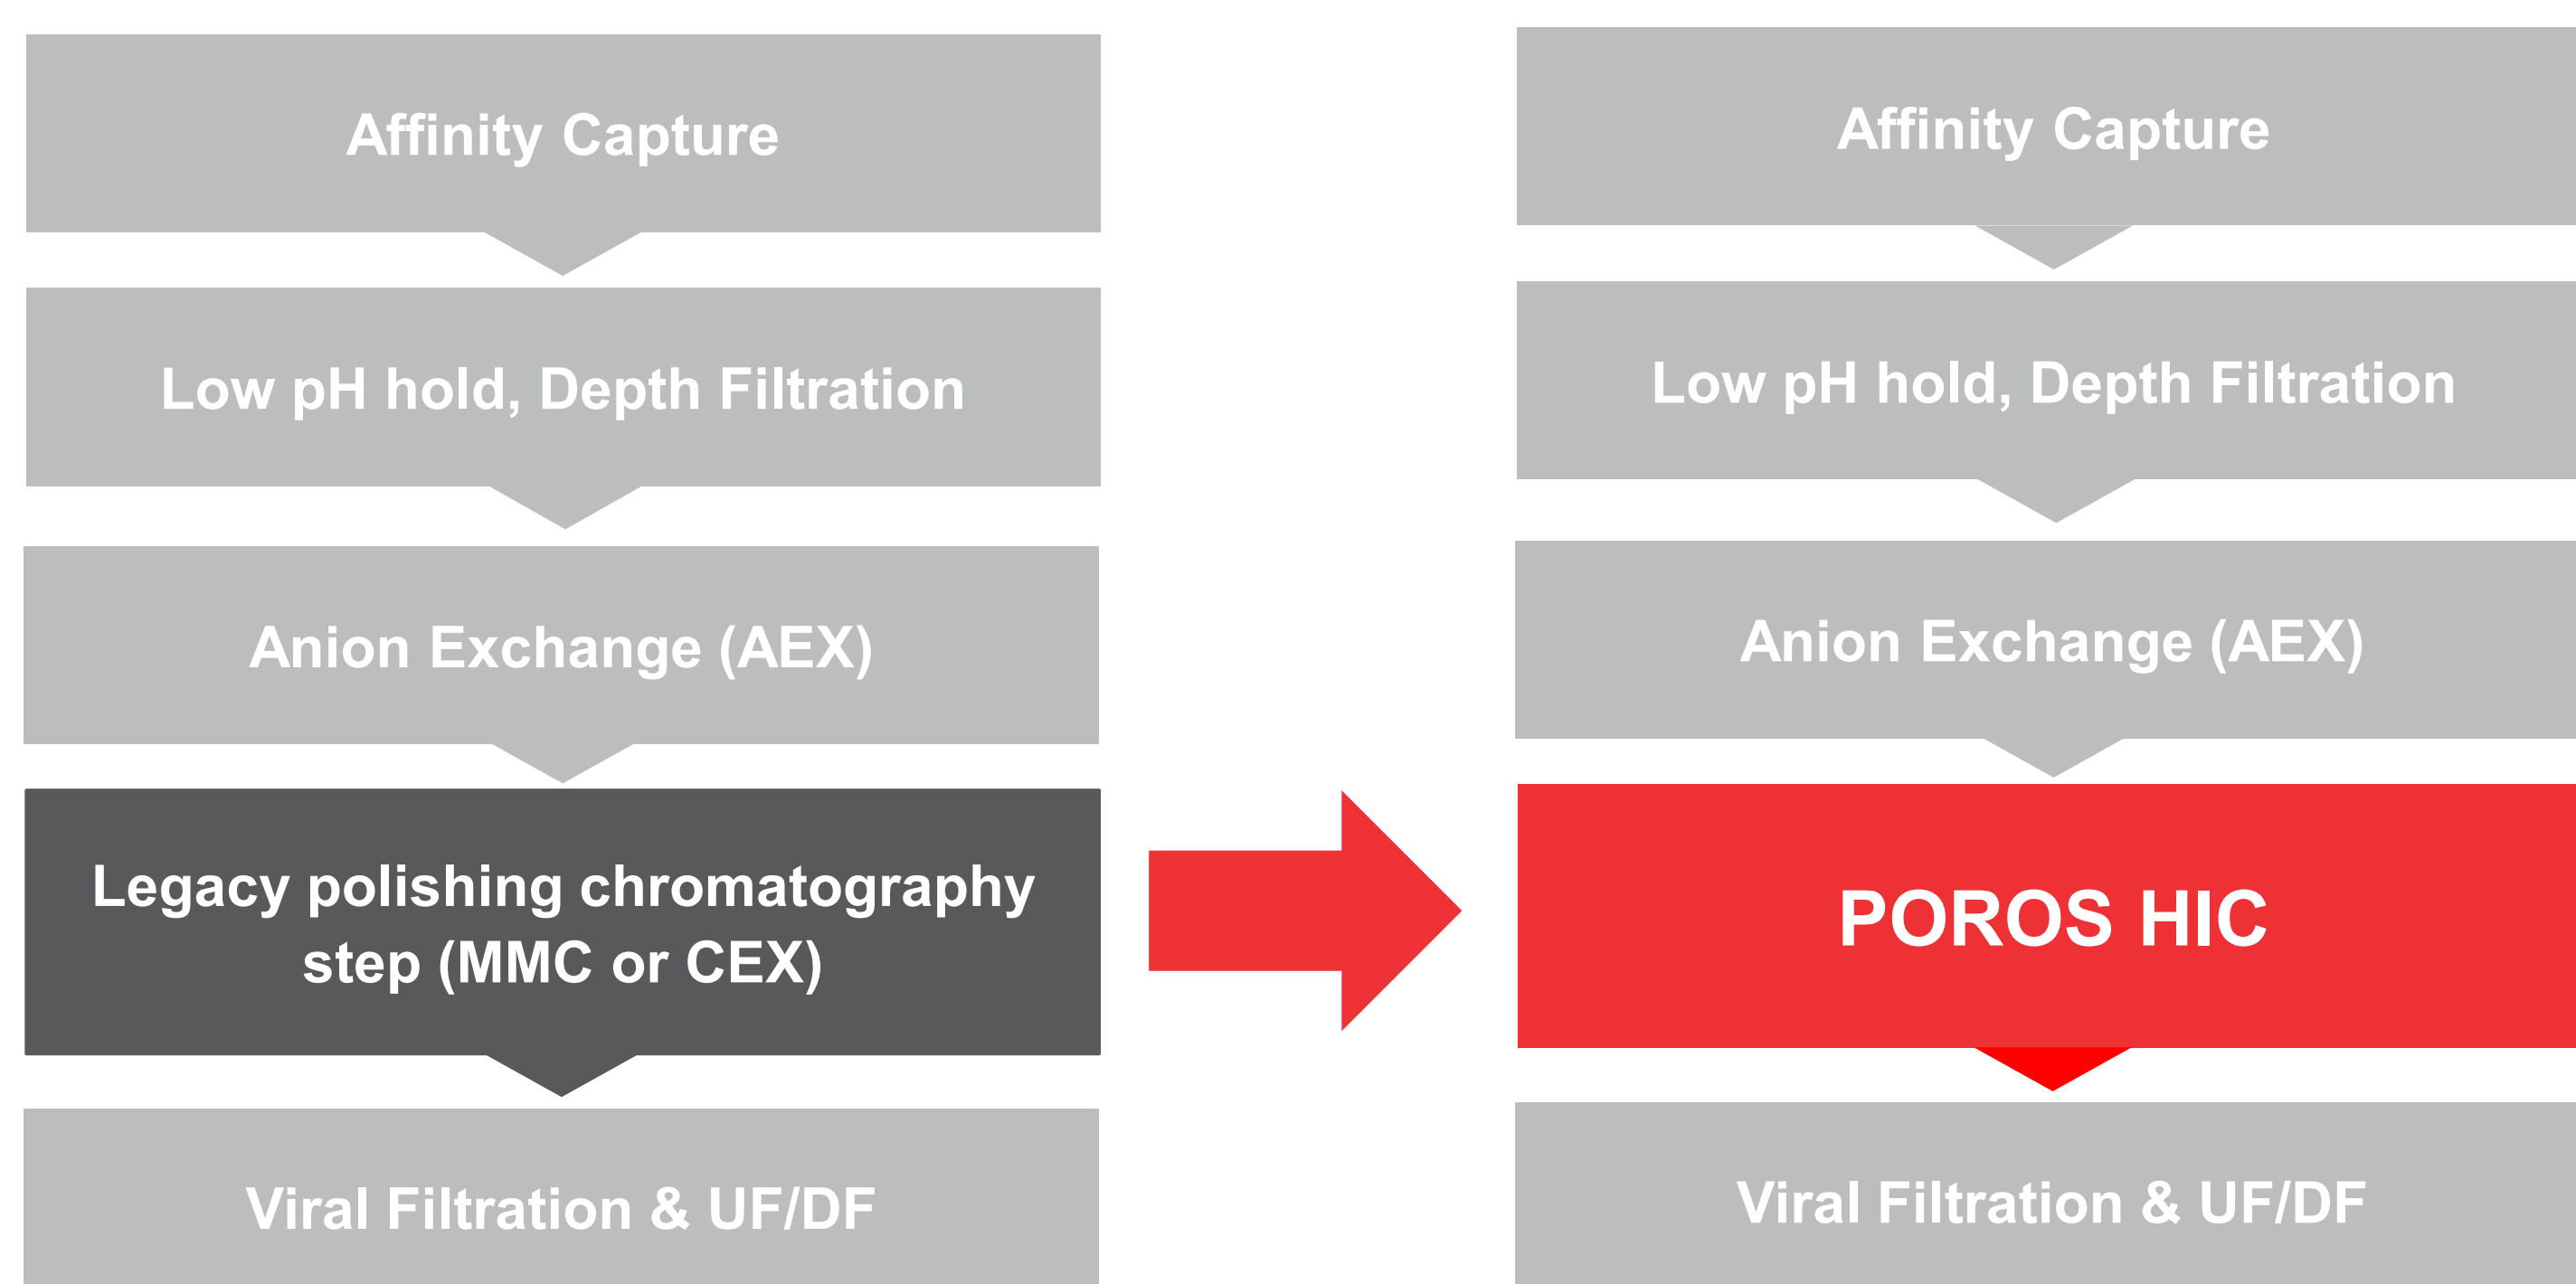 Affinity Capture
Low pH hold, Depth Filtration
Anion Exchange (AEX)
Legacy polishing chromatography
step (MMC or CEX)
Viral Filtration & UF/DF
Affinity Capture
Low pH hold, Depth Filtration
Anion Exchange (AEX)
POROS HIC
Viral Filtration & UF/DF